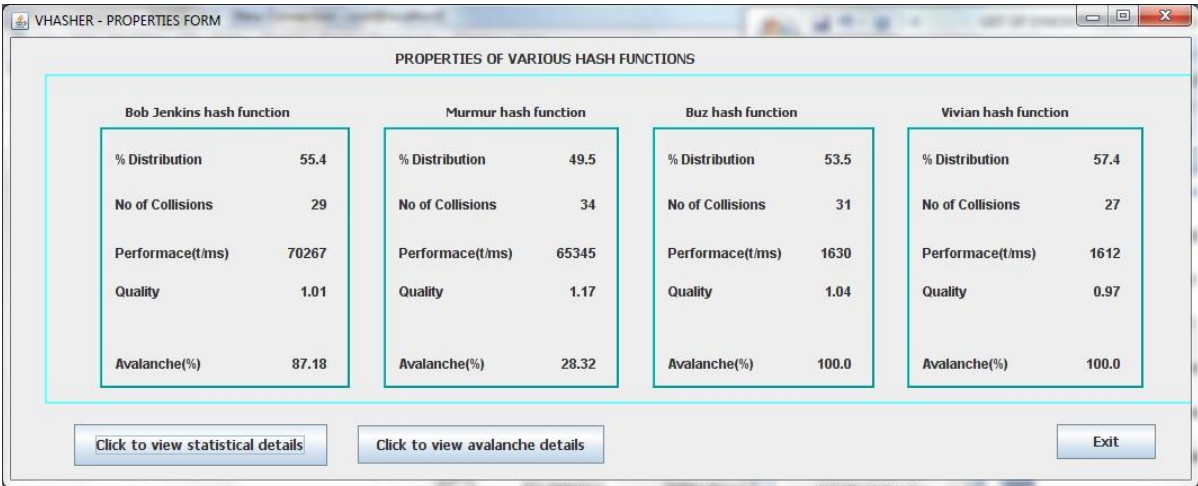 VHASHER - PROPERTIES FORM
PROPERTIES OF VARIOUS HASH FUNCTIONS
Bob Jenkins hash function
% Distribution 55.4
No of Collisions 29
Performace(t/ms) 70267
Quality 1.01
Avalanche(%) 87.18
Murmur hash function
% Distribution 49.5
No of Collisions 34
Performace(t/ms) 65345
Quality 1.17
Avalanche(%) 28.32
Buz hash function
% Distribution 53.5
No of Collisions 31
Performace(t/ms) 1630
Quality 1.04
Avalanche(%) 100.0
Vivian hash function
% Distribution 57.4
No of Collisions 27
Performace(t/ms) 1612
Quality 0.97
Avalanche(%) 100.0
Click to view statistical details
Click to view avalanche details
Exit